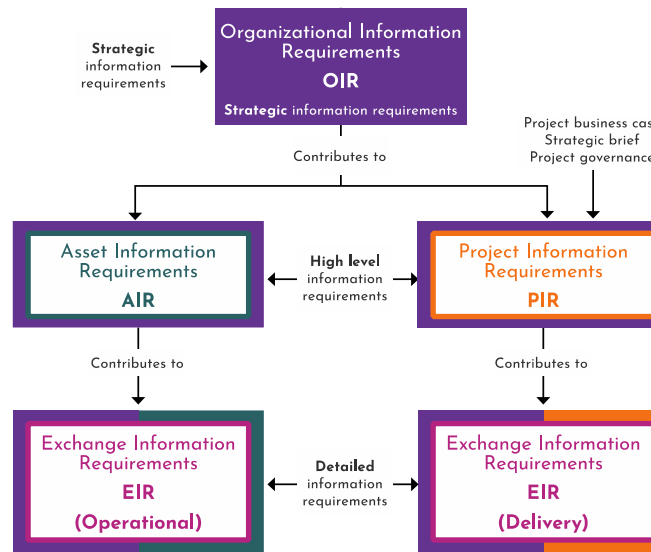 Organizational Information
Requirements
OIR
Strategic information requirements
Strategic
information
requirements
Contributes to
Project business cas
Strategic brief
Project governance
Asset Information
Requirements
AIR
High level
information
requirements
Project Information
Requirements
PIR
Contributes to
Contributes to
Exchange Information
Requirements
EIR
(Operational)
Detailed
information
requirements
Exchange Information
Requirements
EIR
(Delivery)